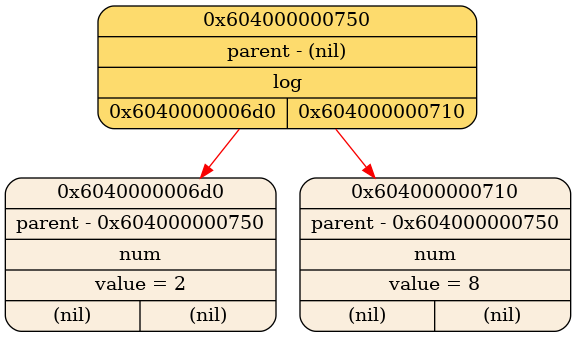 0x604000000750
parent - (nil)
log
0x6040000006d0 0x604000000710
0x6040000006d0
parent - 0x604000000750
num
value = 2
(nil) (nil)
0x604000000710
parent - 0x604000000750
num
value = 8
(nil) (nil)